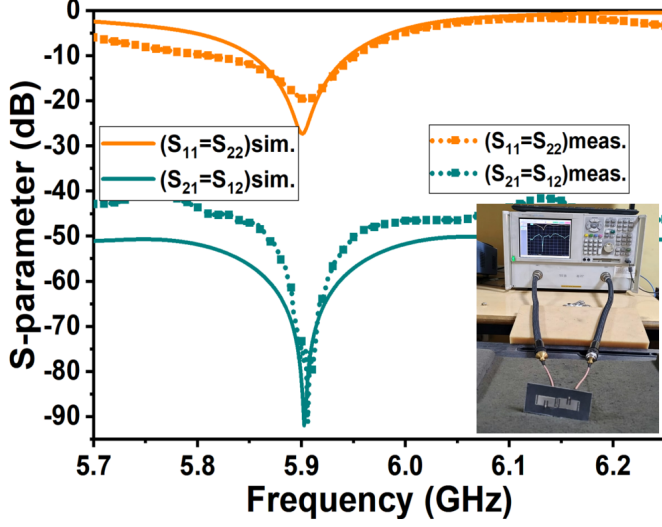 S-parameter (dB)
0
-10
-20
-30
-40
-50
-60
-70
-80
-90
(S11=S22)sim.
(S21=S12)sim.
(S11=S22)meas.
(S21=S12)meas.
5.7
5.8
5.9
6.0
6.1
6.2
Frequency (GHz)